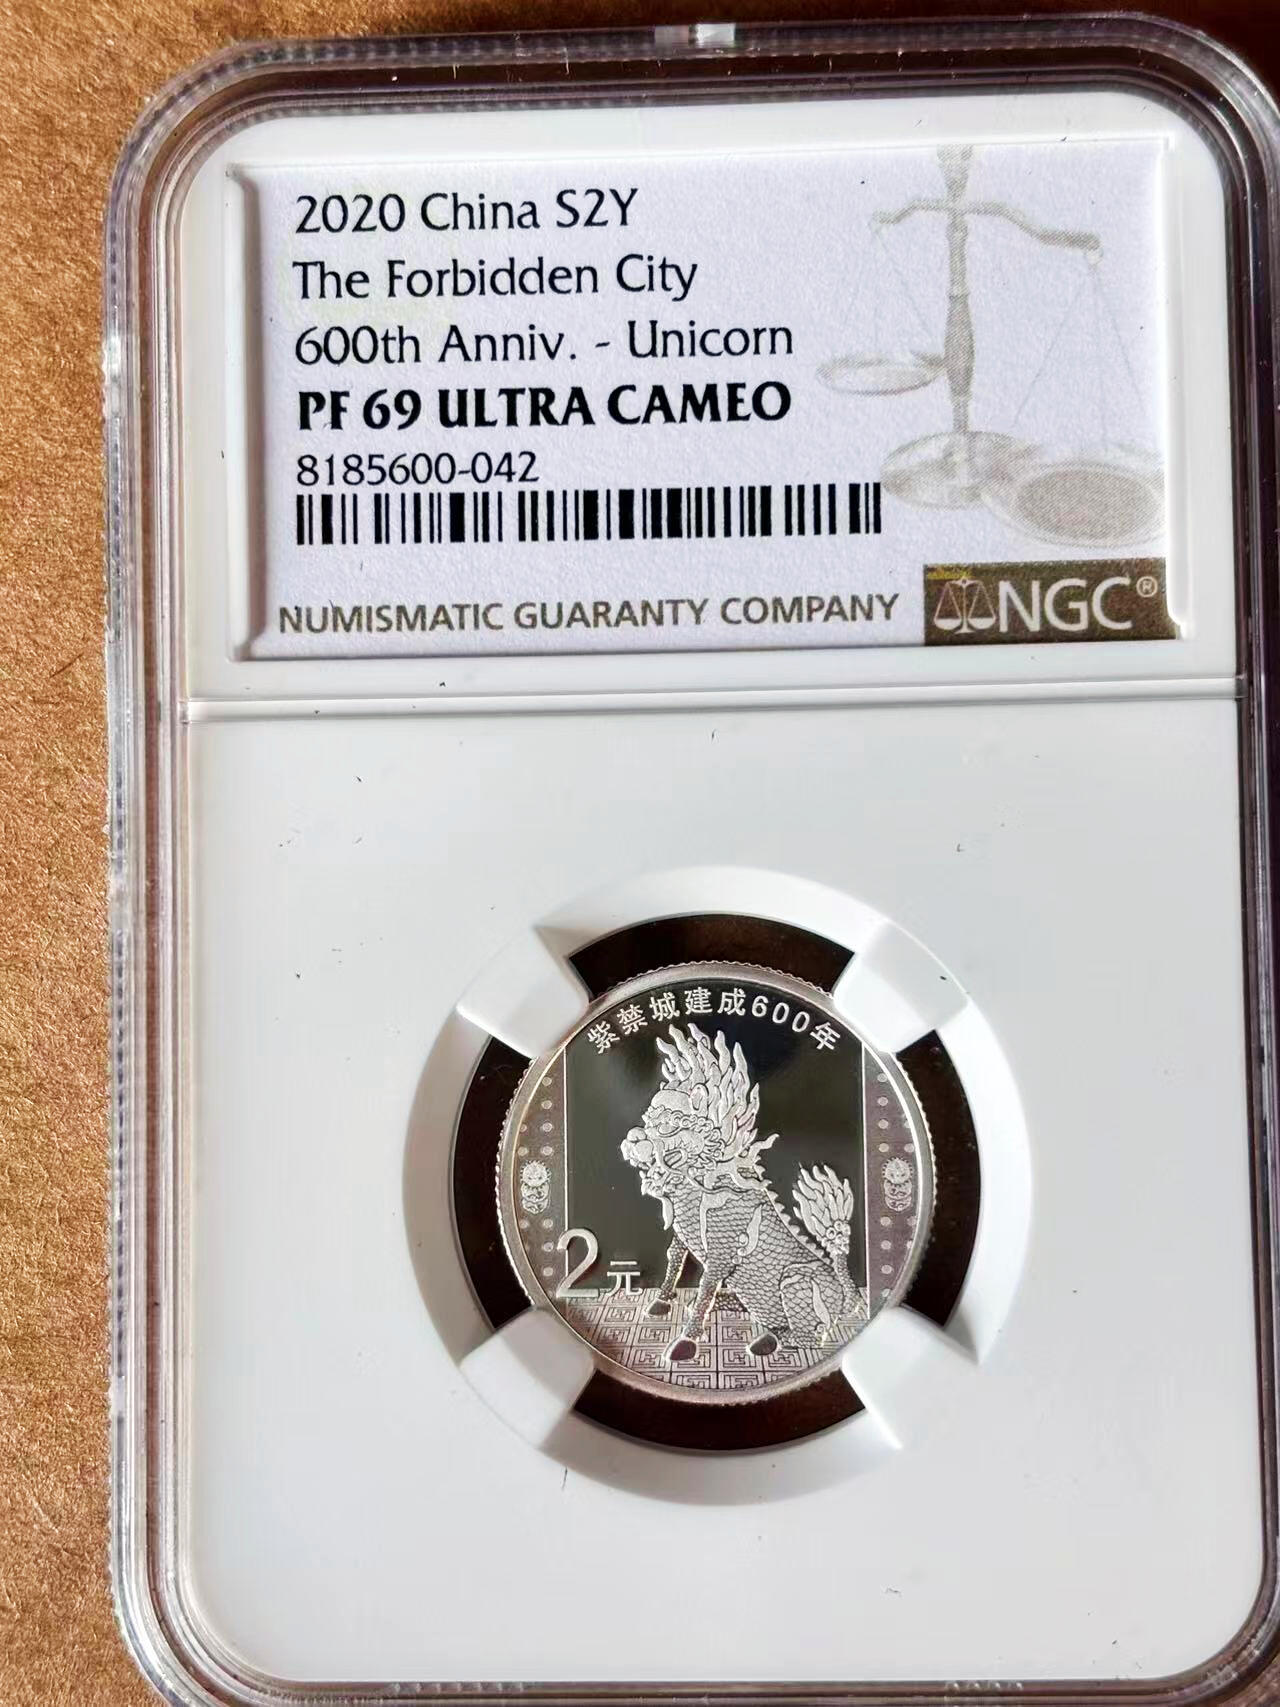 2020 China S2Y
The Forbidden City
600th Anniv. - Unicorn
PF 69 ULTRA CAMEO
8185600-042
NUMISMATIC GUARANTY COMPANY
NGC®
紫禁城建成600年
2元